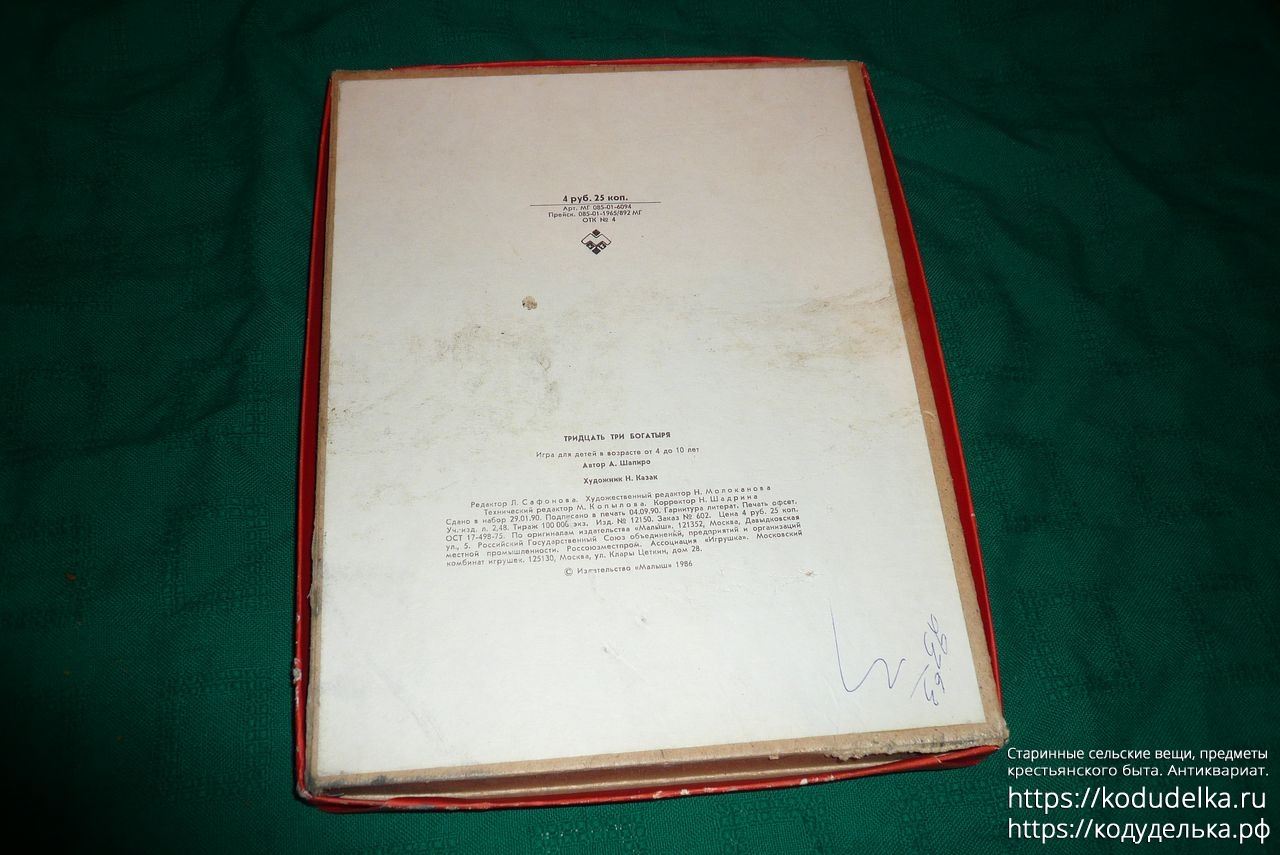 4 руб. 25 коп.
Арт. МГ 085-01-6094
Прейск. 085-01-1965/892 МГ
ОТК № 4
ТРИДЦАТЬ ТРИ БОГАТЫРЯ
Игра для детей в возрасте от 4 до 10 лет
Автор А. Шапиро
Художник Н. Казак
Редактор Л. Сафонова. Художественный редактор Н. Молоканова
Технический редактор М. Копылова. Корректор Н. Шадрина
Сдано в набор 29.01.90. Подписано в печать 04.09.90. Гарнитура литерат. Печать офсет.
Уч.-изд. л. 2,48. Тираж 100 000 экз. Изд. № 12150. Заказ № 602. Цена 4 руб. 25 коп.
ОСТ 17-498-75. По оригиналам издательства «Малыш». 121352, Москва, Давыдковская
ул., 5. Российский Государственный Союз объединений, предприятий и организаций
местной промышленности. Россоюзместпром. Ассоциация «Игрушка». Московский
комбинат игрушек. 125130, Москва, ул. Клары Цеткин, дом 28.
© Издательство «Малыш» 1986
Старинные сельские вещи, предметы
крестьянского быта. Антиквариат.
https://kodudelka.ru
https://кодуделька.рф